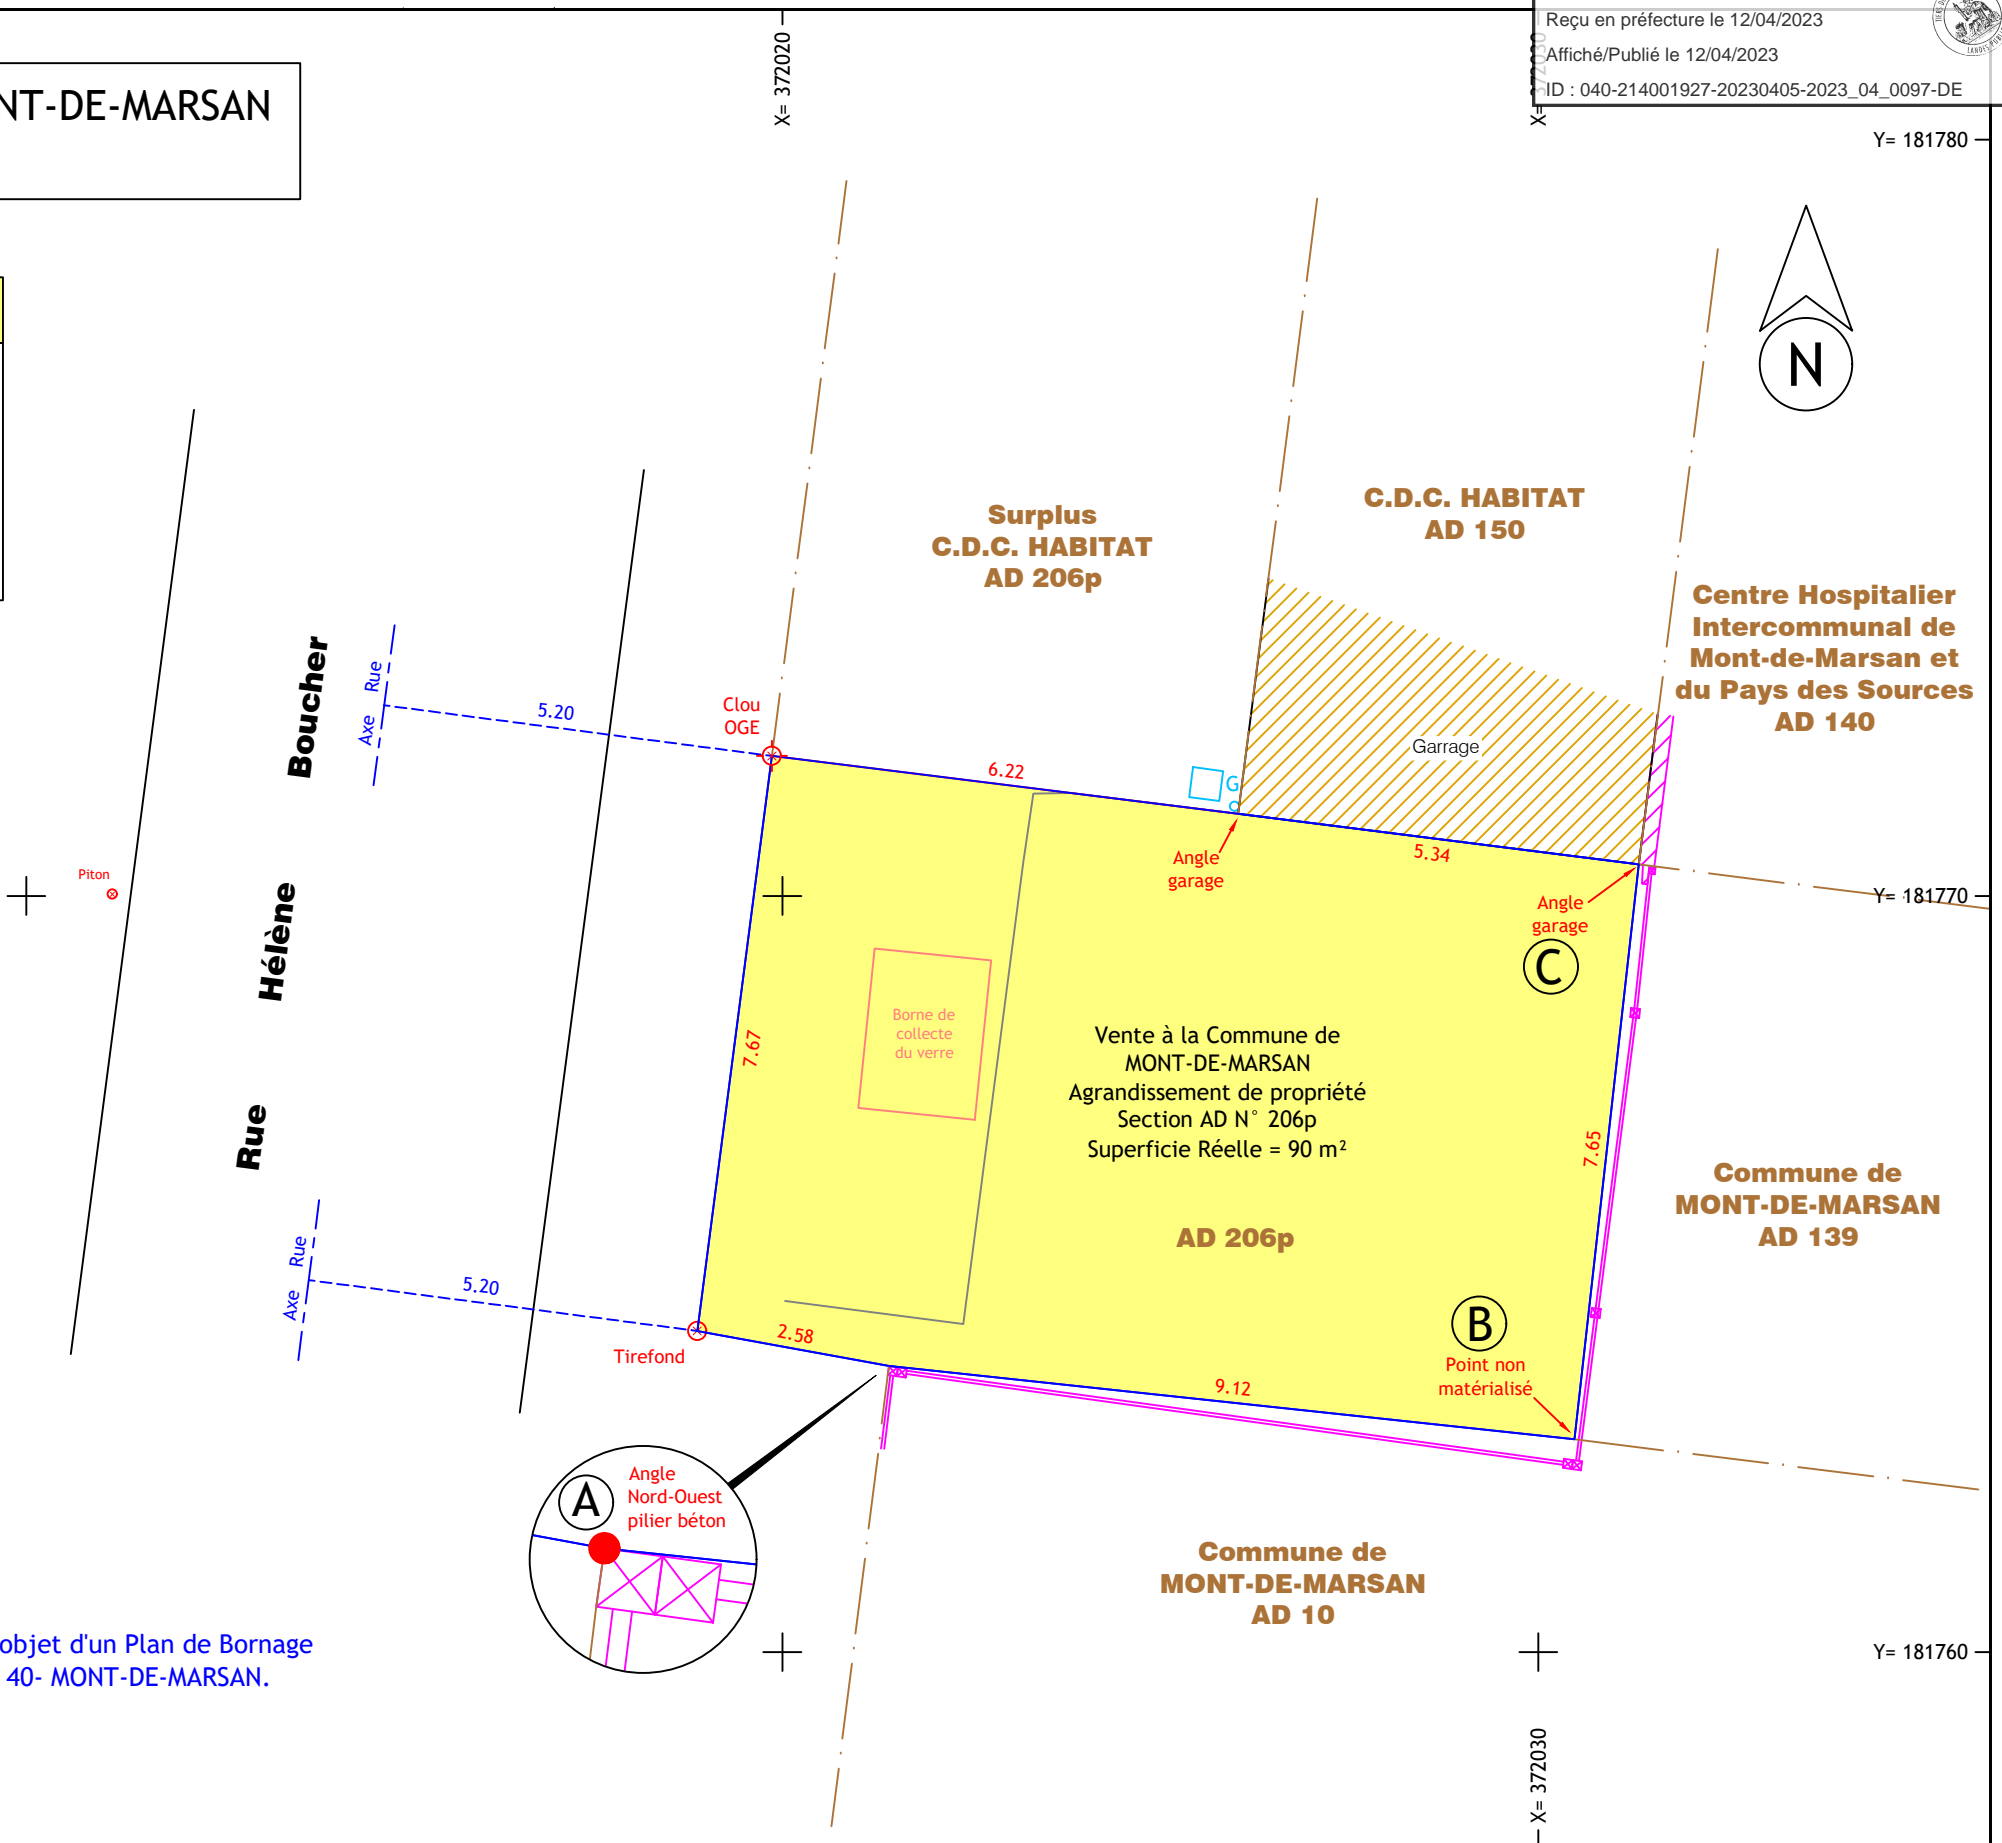 Reçu en préfecture le 12/04/2023
Affiché/Publié le 12/04/2023
ID : 040-214001927-20230405-2023_04_0097-DE
NT-DE-MARSAN
X= 372020
X= 372030
Y= 181780
N
Surplus
C.D.C. HABITAT
AD 206p
C.D.C. HABITAT
AD 150
Centre Hospitalier
Intercommunal de
Mont-de-Marsan et
du Pays des Sources
AD 140
Rue Hélène Boucher
Axe Rue
5.20
Clou
OGE
6.22
G
Garrage
Angle
garage
5.34
Angle
garage
C
Piton
Y= 181770
7.67
Borne de
collecte
du verre
Vente à la Commune de
MONT-DE-MARSAN
Agrandissement de propriété
Section AD N° 206p
Superficie Réelle = 90 m²
AD 206p
7.65
Commune de
MONT-DE-MARSAN
AD 139
Axe Rue
5.20
Tirefond
2.58
9.12
B
Point non
matérialisé
A
Angle
Nord-Ouest
pilier béton
Commune de
MONT-DE-MARSAN
AD 10
objet d'un Plan de Bornage
40- MONT-DE-MARSAN.
Y= 181760
X= 372030